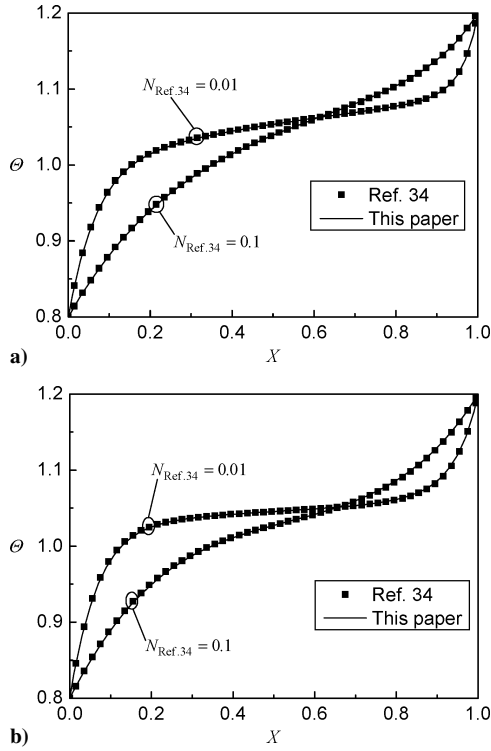 1.2
1.1
1.0
0.9
0.8
Θ
N_Ref.34 = 0.01
N_Ref.34 = 0.1
Ref. 34
This paper
0.0 0.2 0.4 0.6 0.8 1.0
X
a)
1.2
1.1
1.0
0.9
0.8
Θ
N_Ref.34 = 0.01
N_Ref.34 = 0.1
Ref. 34
This paper
0.0 0.2 0.4 0.6 0.8 1.0
X
b)